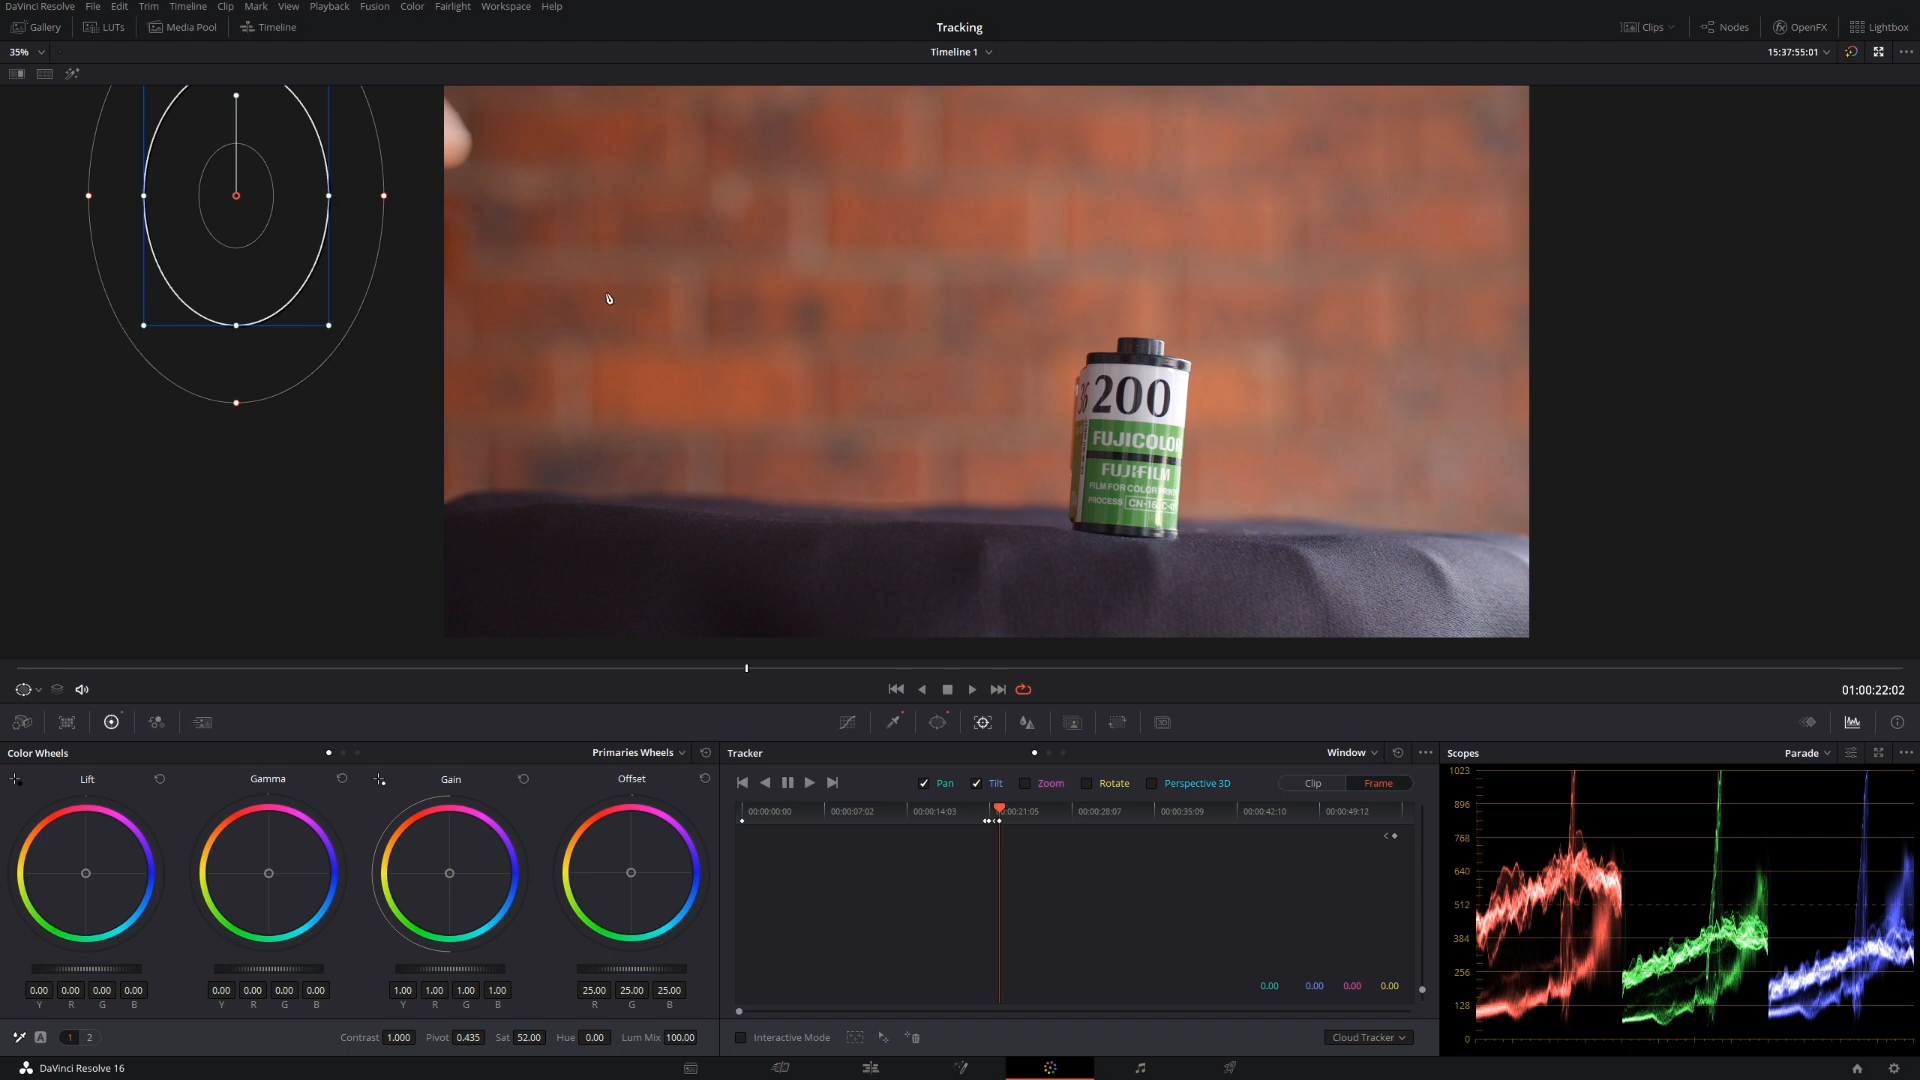 DaVinci Resolve File Edit Trim Timeline Clip Mark View Playback Fusion Color Fairlight Workspace Help
Gallery LUTs Media Pool Timeline Tracking Clips Nodes OpenFX Lightbox
35% Timeline 1 15:37:55:01
36 200
FUJICOLOR
FUJIFILM
FILM FOR COLOR
PROCESS CN-16
01:00:22:02
Color Wheels Primaries Wheels Tracker Window Scopes Parade
Lift Gamma Gain Offset
Pan Tilt Zoom Rotate Perspective 3D Clip Frame
00:00:00:00 00:00:07:02 00:00:14:03 0:00:21:05 00:00:28:07 00:00:35:09 00:00:42:10 00:00:49:12
1023
896
768
640
512
384
256
128
0
0.00 0.00 0.00 0.00 0.00 0.00 0.00 0.00 1.00 1.00 1.00 1.00 25.00 25.00 25.00
Y R G B Y R G B Y R G B R G B
0.00 0.00 0.00 0.00
A 1 2 Contrast 1.000 Pivot 0.435 Sat 52.00 Hue 0.00 Lum Mix 100.00
Interactive Mode Cloud Tracker
DaVinci Resolve 16